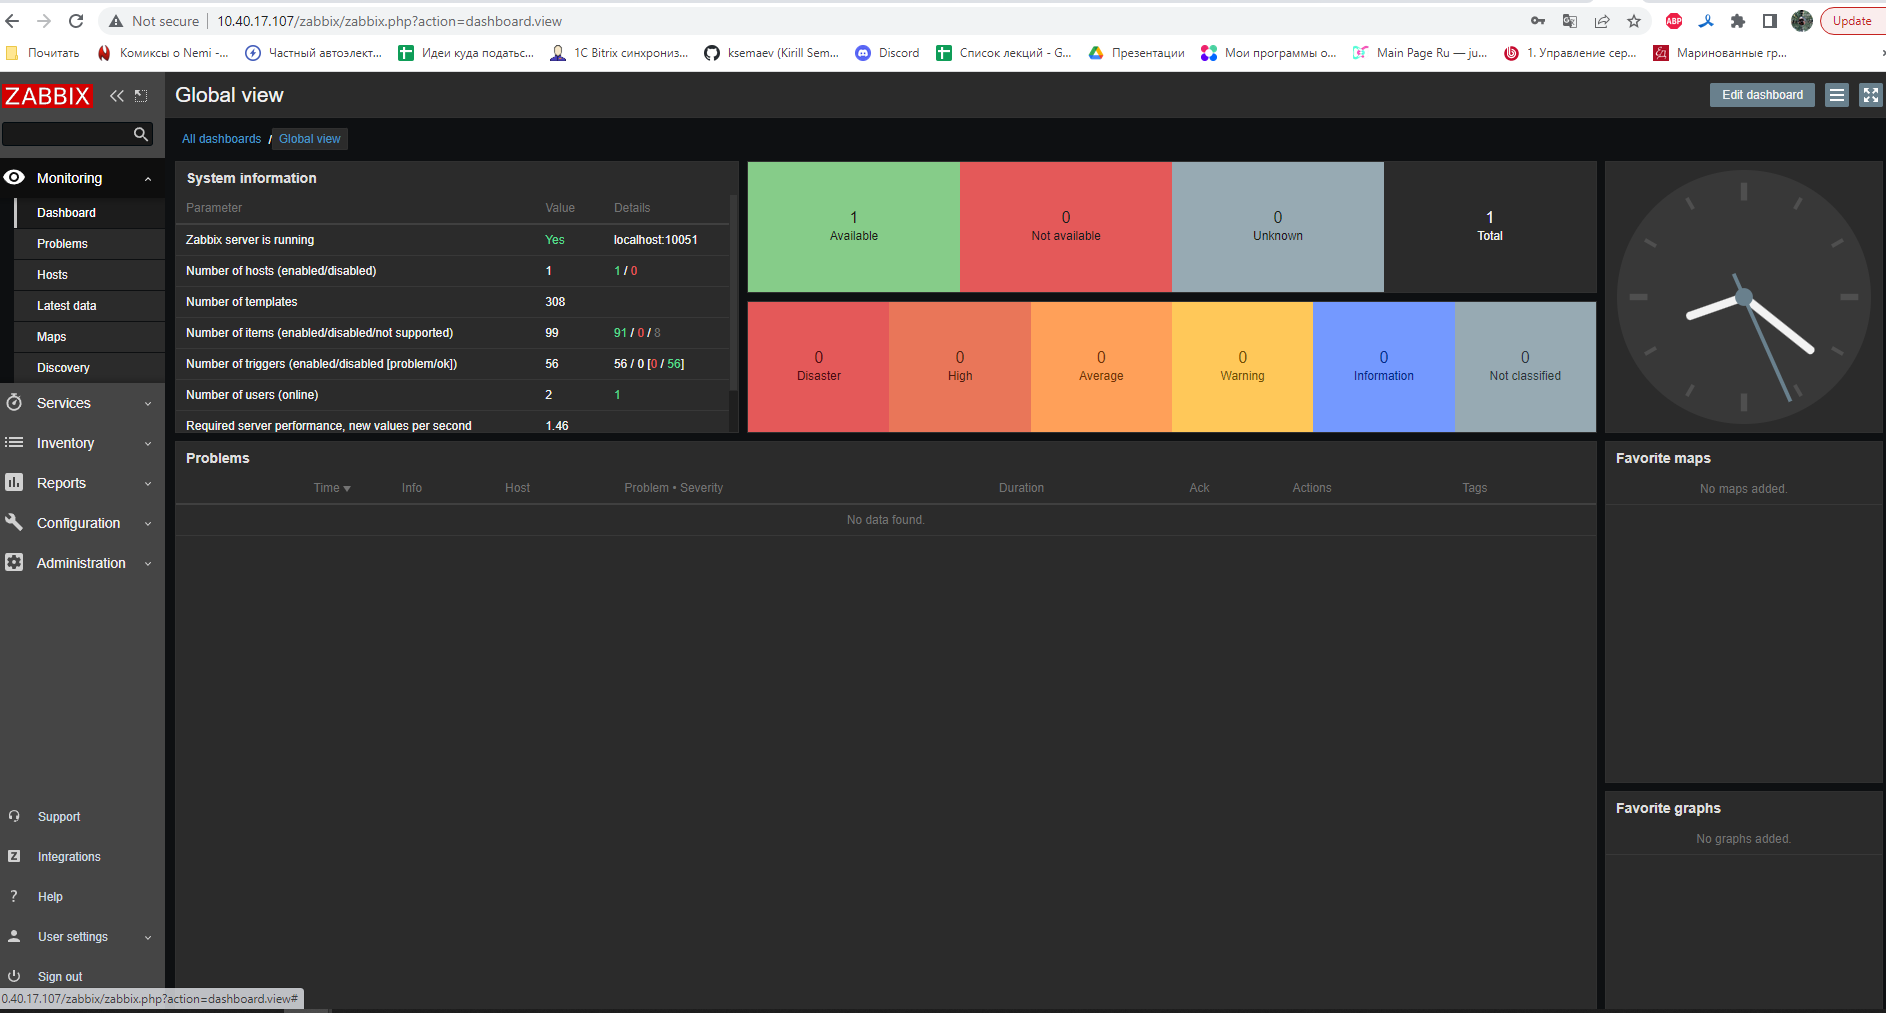 Not secure 10.40.17.107/zabbix/zabbix.php?action=dashboard.view ABP Update
Почитать Комиксы о Nemi -... Частный автоэлект... Идеи куда податьс... 1C Bitrix синхрониз... ksemaev (Kirill Sem... Discord Список лекций - G... Презентации Мои программы о... Main Page Ru — ju... 1. Управление сер... Маринованные гр...
ZABBIX
Global view
Edit dashboard
All dashboards / Global view
Monitoring
Dashboard
Problems
Hosts
Latest data
Maps
Discovery
Services
Inventory
Reports
Configuration
Administration
Support
Z Integrations
? Help
User settings
Sign out
System information
Parameter Value Details
Zabbix server is running Yes localhost:10051
Number of hosts (enabled/disabled) 1 1 / 0
Number of templates 308
Number of items (enabled/disabled/not supported) 99 91 / 0 / 8
Number of triggers (enabled/disabled [problem/ok]) 56 56 / 0 [0 / 56]
Number of users (online) 2 1
Required server performance, new values per second 1.46
1 0 0 1
Available Not available Unknown Total
0 0 0 0 0 0
Disaster High Average Warning Information Not classified
Problems
Time Info Host Problem • Severity Duration Ack Actions Tags
No data found.
Favorite maps
No maps added.
Favorite graphs
No graphs added.
0.40.17.107/zabbix/zabbix.php?action=dashboard.view#